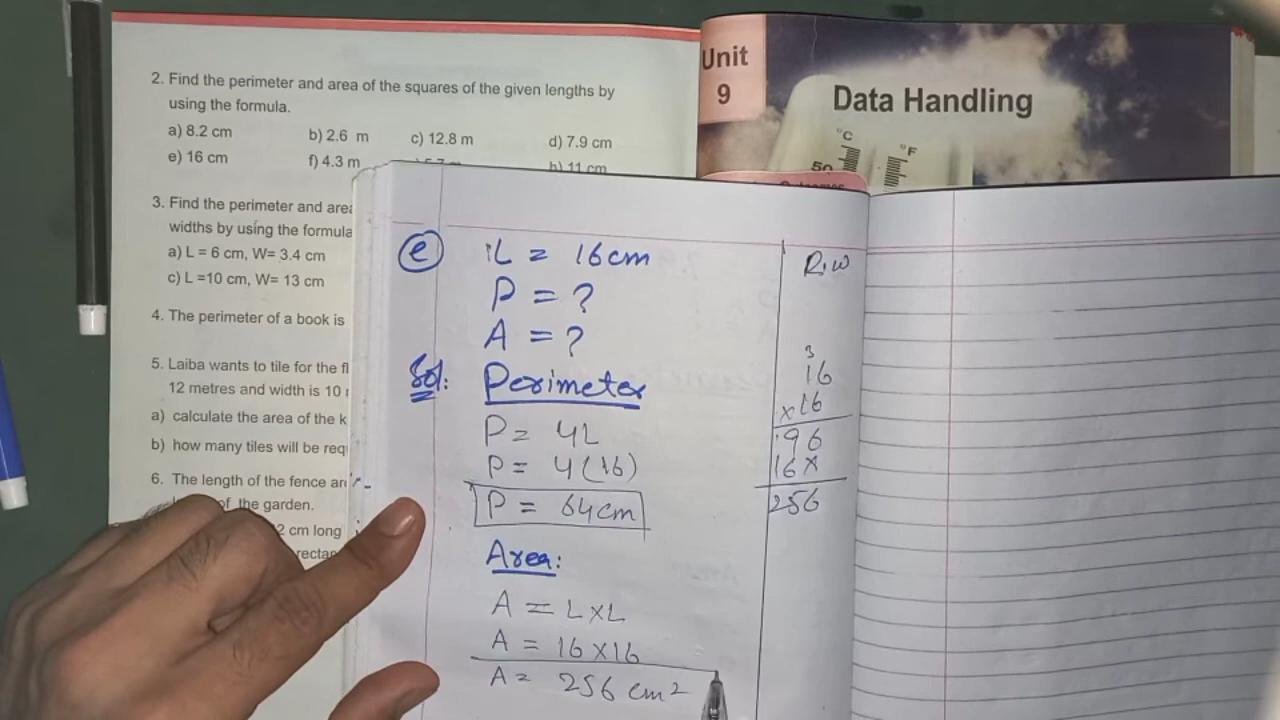 2. Find the perimeter and area of the squares of the given lengths by
using the formula.
a) 8.2 cm b) 2.6 m c) 12.8 m d) 7.9 cm
e) 16 cm f) 4.3 m h) 11 cm
3. Find the perimeter and area
widths by using the formula
a) L = 6 cm, W= 3.4 cm
c) L =10 cm, W= 13 cm
4. The perimeter of a book is
5. Laiba wants to tile for the
12 metres and width is 10
a) calculate the area of the
b) how many tiles will be
6. The length of the fence
of the garden.
2 cm long
Unit
9
Data Handling
°C
°F
50
e L = 16cm
P = ?
A = ?
Sol: Perimeter
P = 4L
P = 4(16)
P = 64cm
Area:
A = L×L
A = 16×16
A = 256 cm²
R.W
3
16
×16
96
16×
256